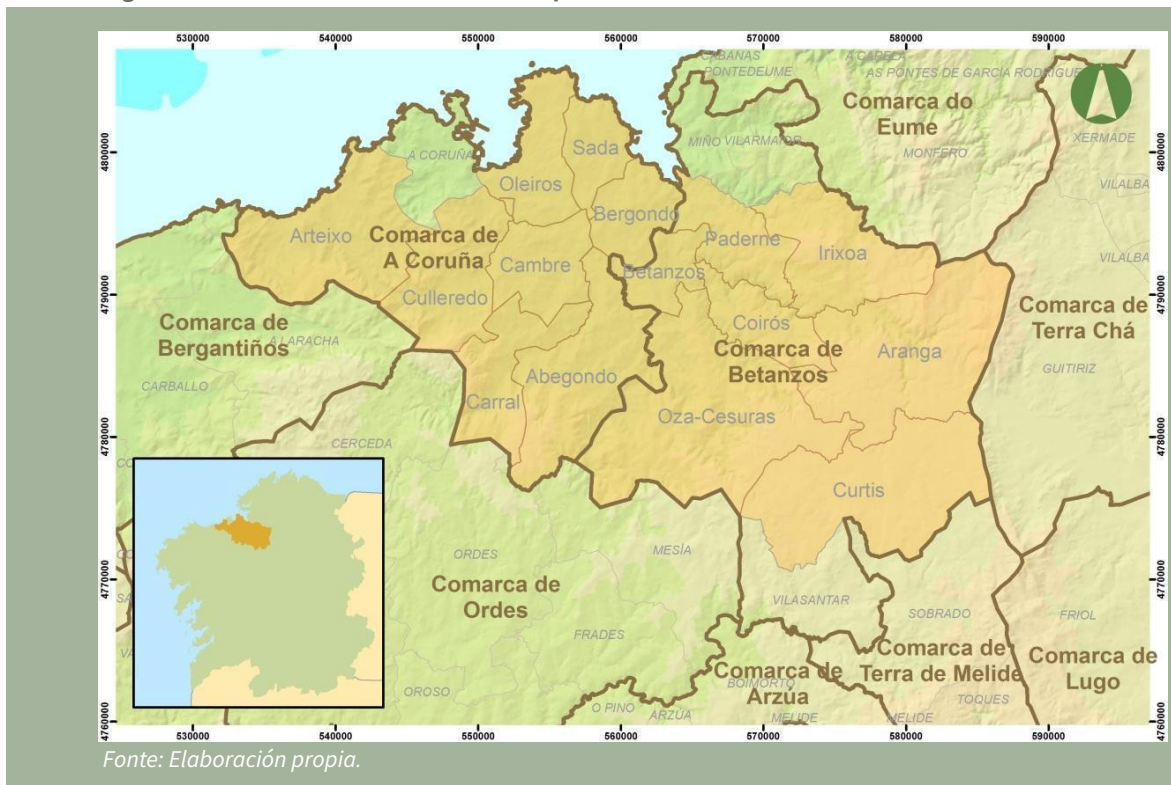 530000 540000 550000 560000 570000 580000 590000
CABANAS
A CAPELA
PONTEDEUME
AS PONTES DE GARCÍA RODRÍGUE
Comarca do
Eume
XERMADE
4800000
4800000
A CORUÑA
Sada
MIÑO
VILARMAIOR
MONFERO
Oleiros
VILALBA
Bergondo
Arteixo
Comarca de
A Coruña
Paderne
Irixoa
Cambre
Betanzos
VILALBA
4790000
4790000
Culleredo
Comarca de
Bergantiños
A LARACHA
Coirós
Comarca de
Terra Chá
Comarca de
Betanzos
Aranga
GUITIRIZ
CARBALLO
Abegondo
Carral
Oza-Cesuras
4780000
4780000
CERCEDA
Curtis
ORDES
MESÍA
4770000
4770000
Comarca de
Ordes
VILASANTAR
SOBRADO
FRIOL
FRADES
Comarca de
Terra de Melide
Comarca de
Lugo
Comarca de
Arzúa
BOIMORTO
OROSO
TOQUES
O PINO
ARZÚA
MELIDE
MELIDE
4760000
4760000
530000 540000 550000 560000 570000 580000 590000
Fonte: Elaboración propia.